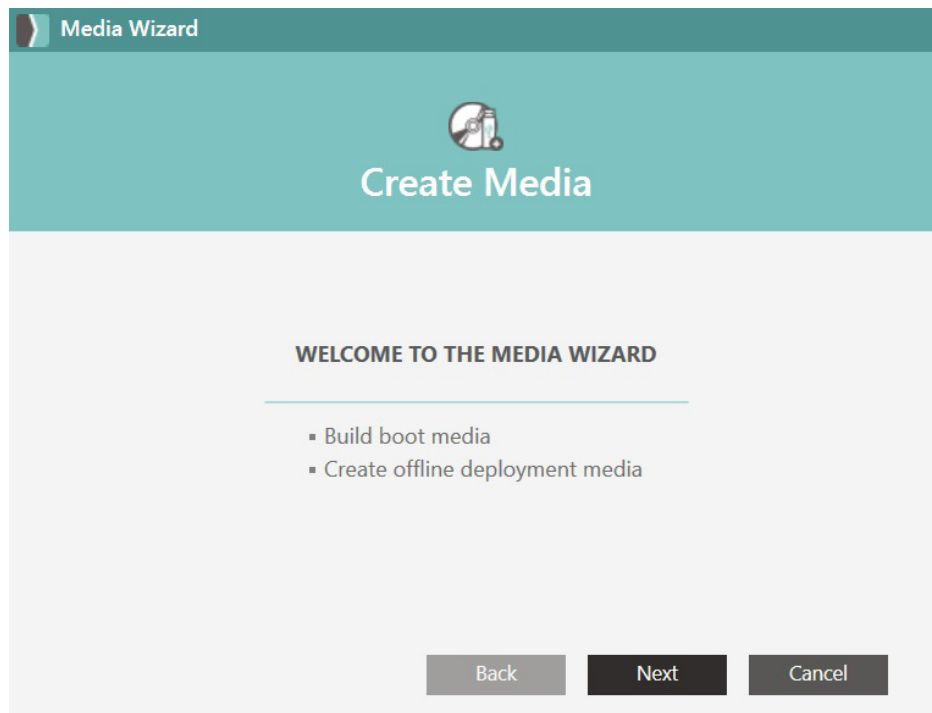 Media Wizard
Create Media
WELCOME TO THE MEDIA WIZARD
▪ Build boot media
▪ Create offline deployment media
Back Next Cancel